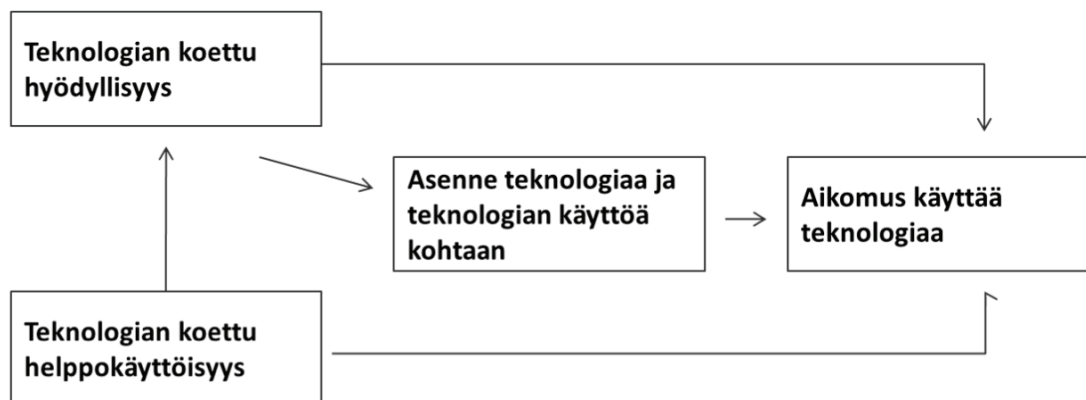 Teknologian koettu
hyödyllisyys
Asenne teknologiaa ja
teknologian käyttöä
kohtaan
Aikomus käyttää
teknologiaa
Teknologian koettu
helppokäyttöisyys